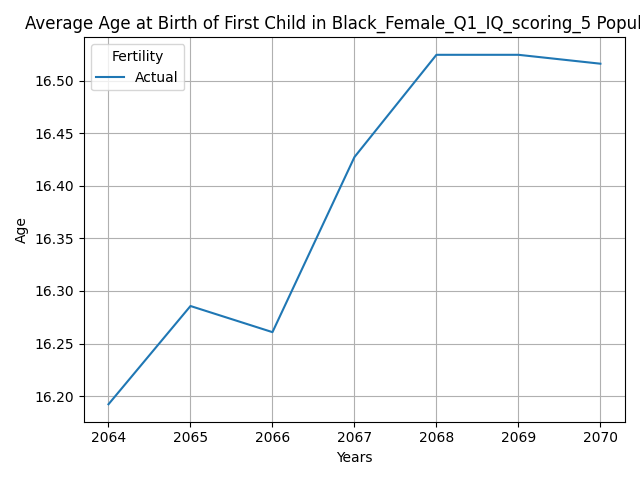 Average Age at Birth of First Child in Black_Female_Q1_IQ_scoring_5 Popul
Fertility
Actual
16.50
16.45
16.40
16.35
16.30
16.25
16.20
Age
2064 2065 2066 2067 2068 2069 2070
Years